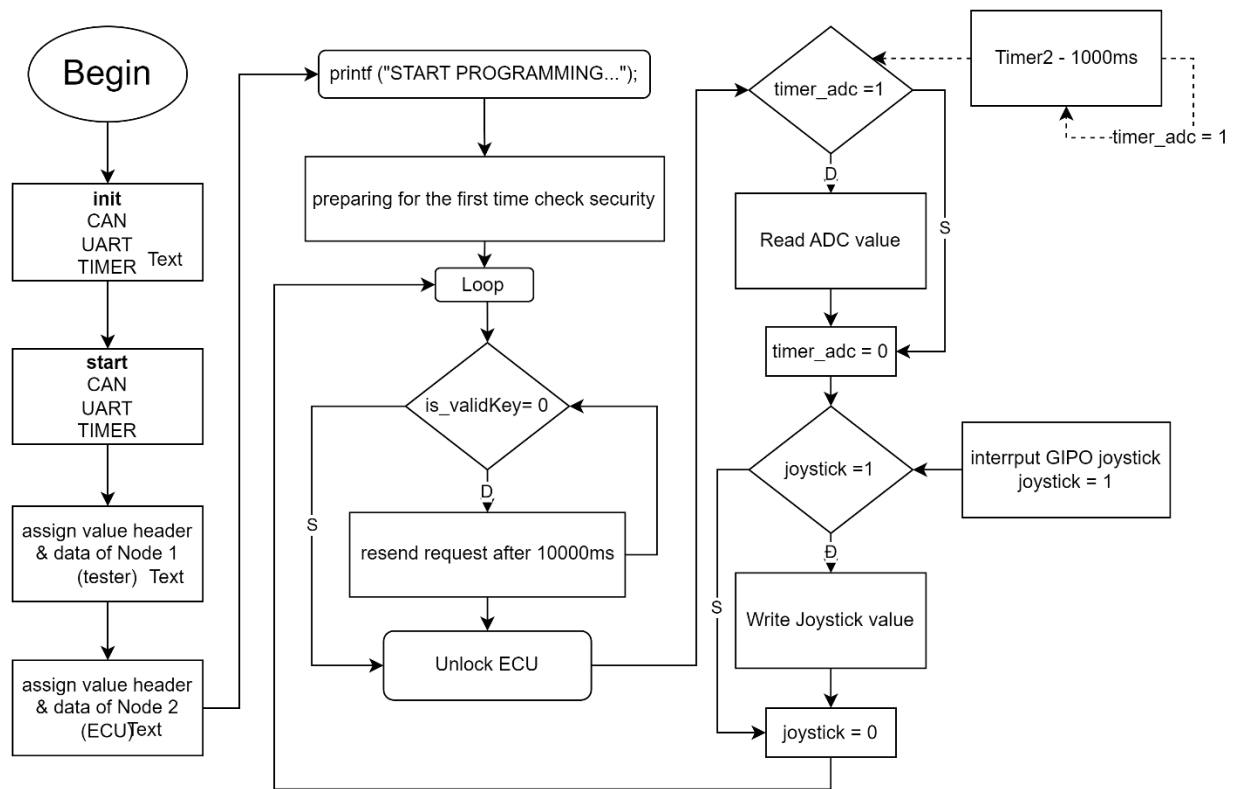 Begin
init
CAN
UART
TIMER
Text
start
CAN
UART
TIMER
assign value header
& data of Node 1
(tester)
Text
assign value header
& data of Node 2
(ECU)
Text
printf ("START PROGRAMMING...");
preparing for the first time check security
Loop
is_validKey= 0
D
S
resend request after 10000ms
Unlock ECU
timer_adc =1
Timer2 - 1000ms
timer_adc = 1
D
S
Read ADC value
timer_adc = 0
joystick =1
interrput GIPO joystick
joystick = 1
Đ
S
Write Joystick value
joystick = 0